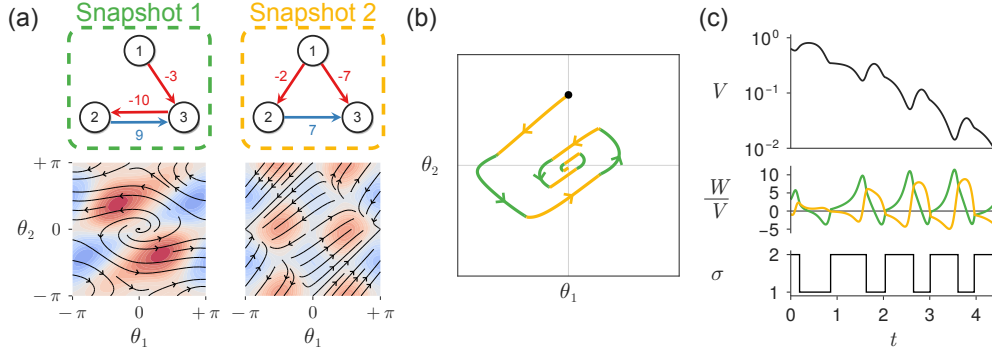 (a)
Snapshot 1
Snapshot 2
1
-3
-10
2
3
9
1
-2
-7
2
3
7
+π
θ₂ 0
−π
−π 0 +π
θ₁
−π 0 +π
θ₁
(b)
θ₂
θ₁
(c)
10⁰
V 10⁻¹
10⁻²
10
W/V 5
0
-5
2
σ
1
0 1 2 3 4
t